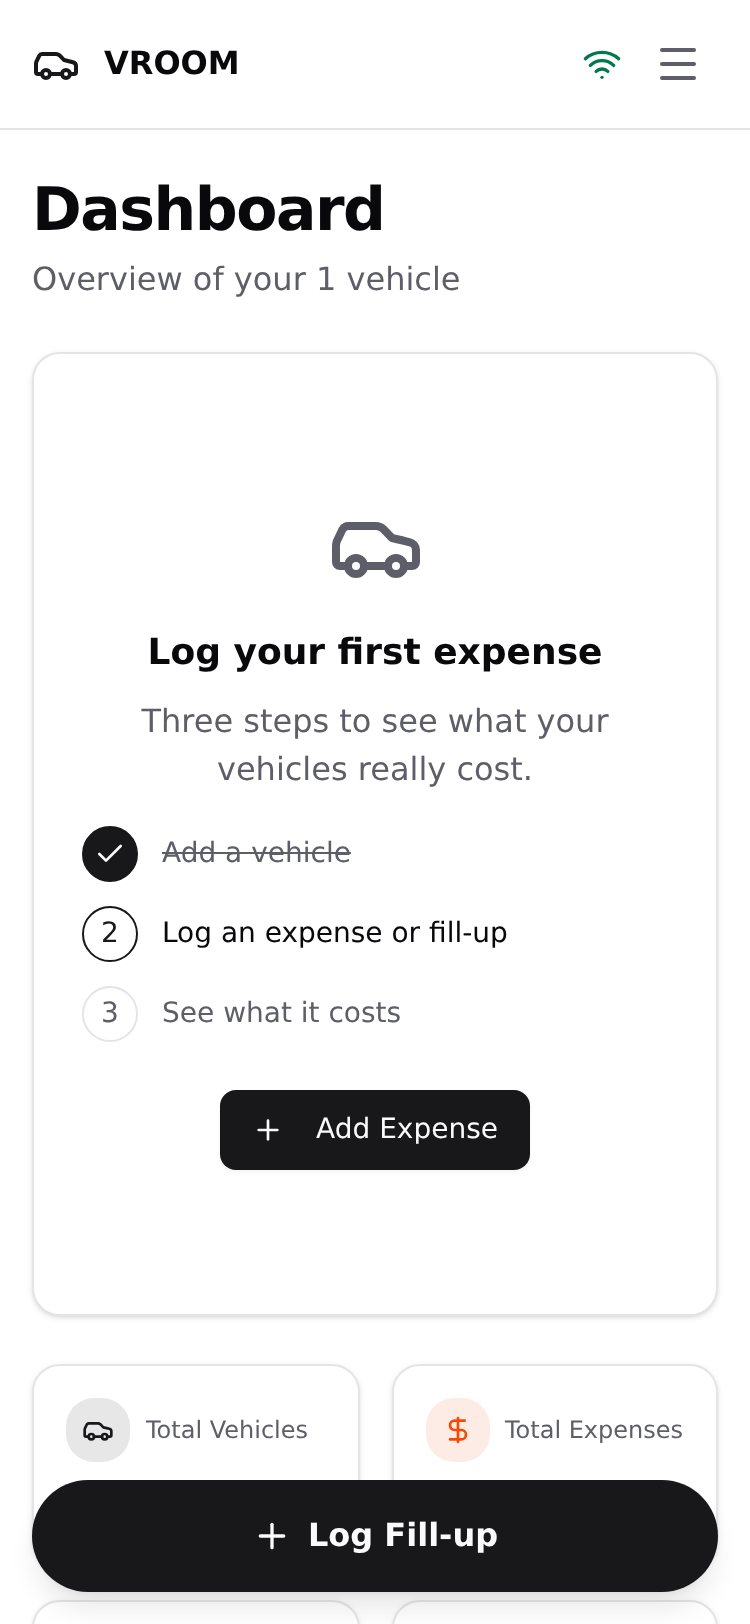 VROOM
Dashboard
Overview of your 1 vehicle
Log your first expense
Three steps to see what your
vehicles really cost.
Add a vehicle
2 Log an expense or fill-up
3 See what it costs
+ Add Expense
Total Vehicles
$ Total Expenses
+ Log Fill-up